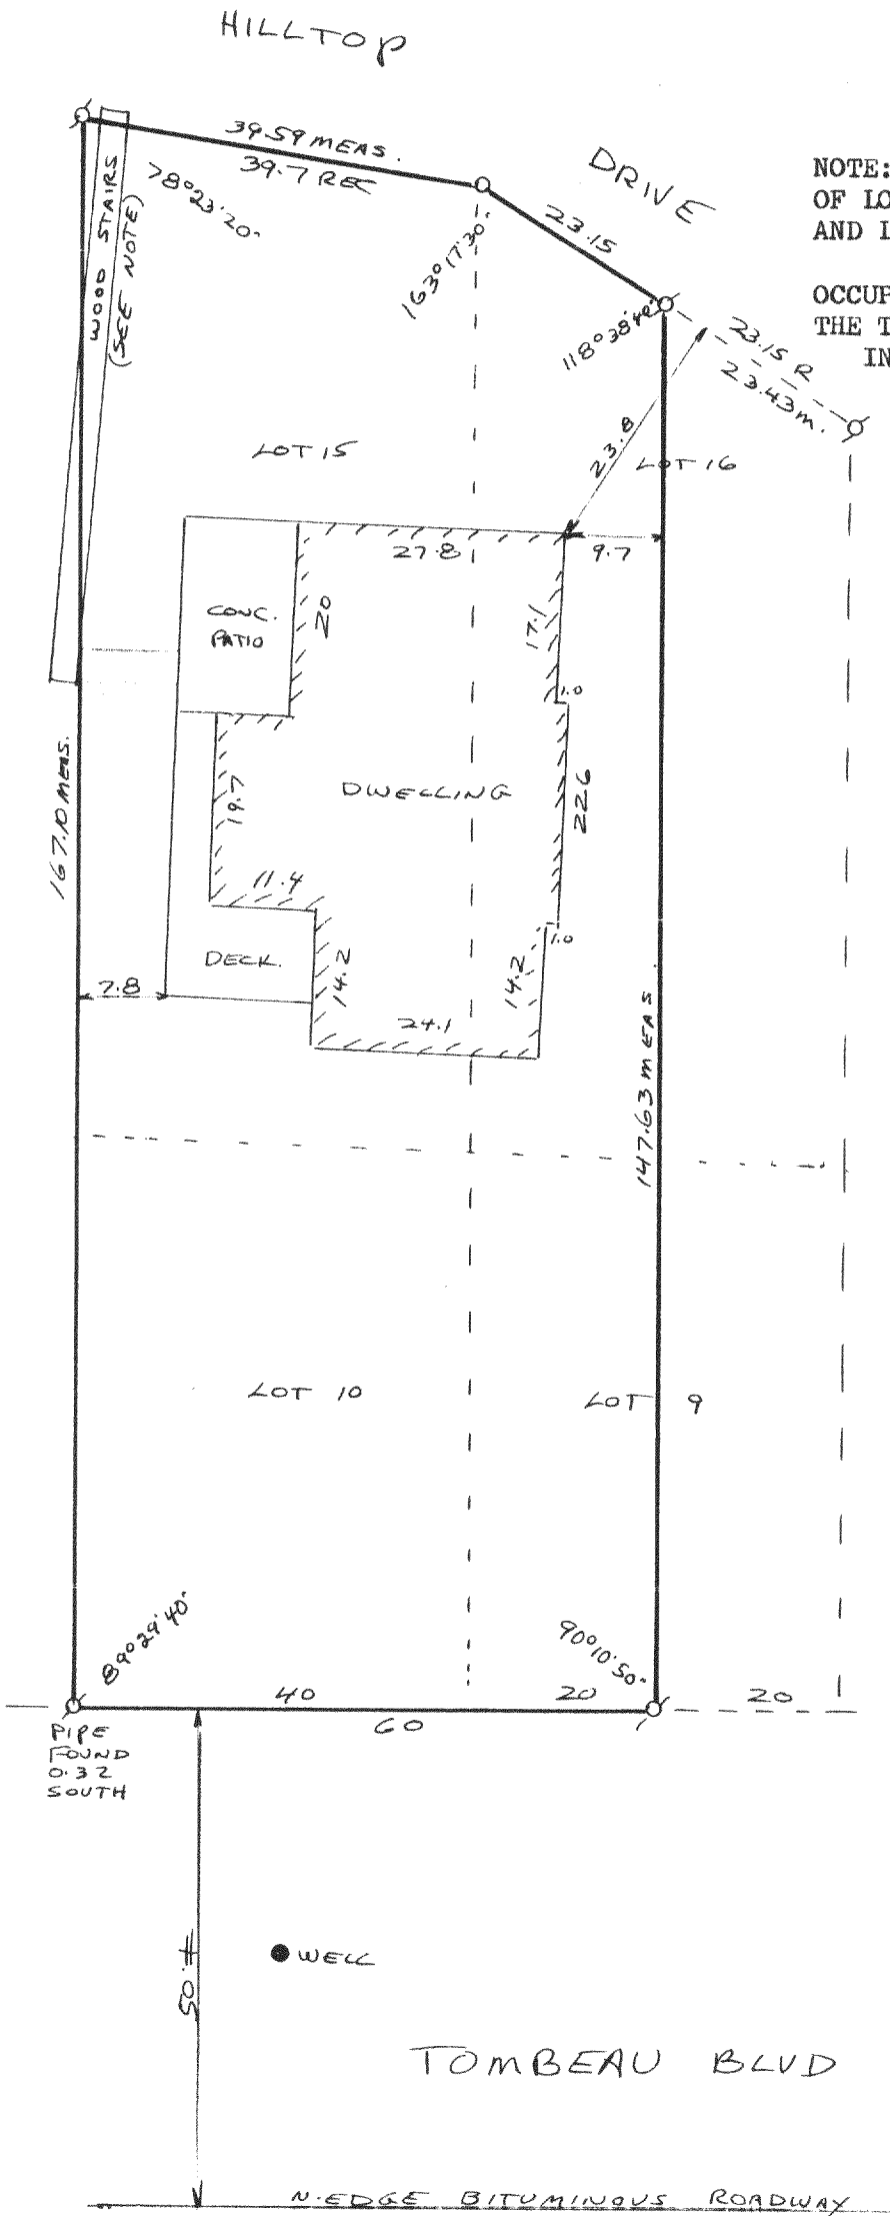 HILLTOP
DRIVE
39.59 MEAS.
39.7 REC
NOTE:
OF LO
AND I
OCCUP
THE T
IN
WOOD STAIRS
(SEE NOTE)
78°23'20"
163°17'30"
23.15
118°38'40"
23.15 R
23.43 m.
23.8
LOT 15
LOT 16
27.8
9.7
CONC.
PATIO
20
17.1
1.0
DWELLING
19.7
22.6
167.10 MEAS.
11.4
1.0
DECK.
14.2
14.2
7.8
24.1
147.63 MEAS.
LOT 10
LOT 9
89°29'40"
90°10'50"
40
20
20
60
PIPE
FOUND
0.32
SOUTH
50 ±
WELL
TOMBEAU BLVD
N. EDGE BITUMINOUS ROADWAY